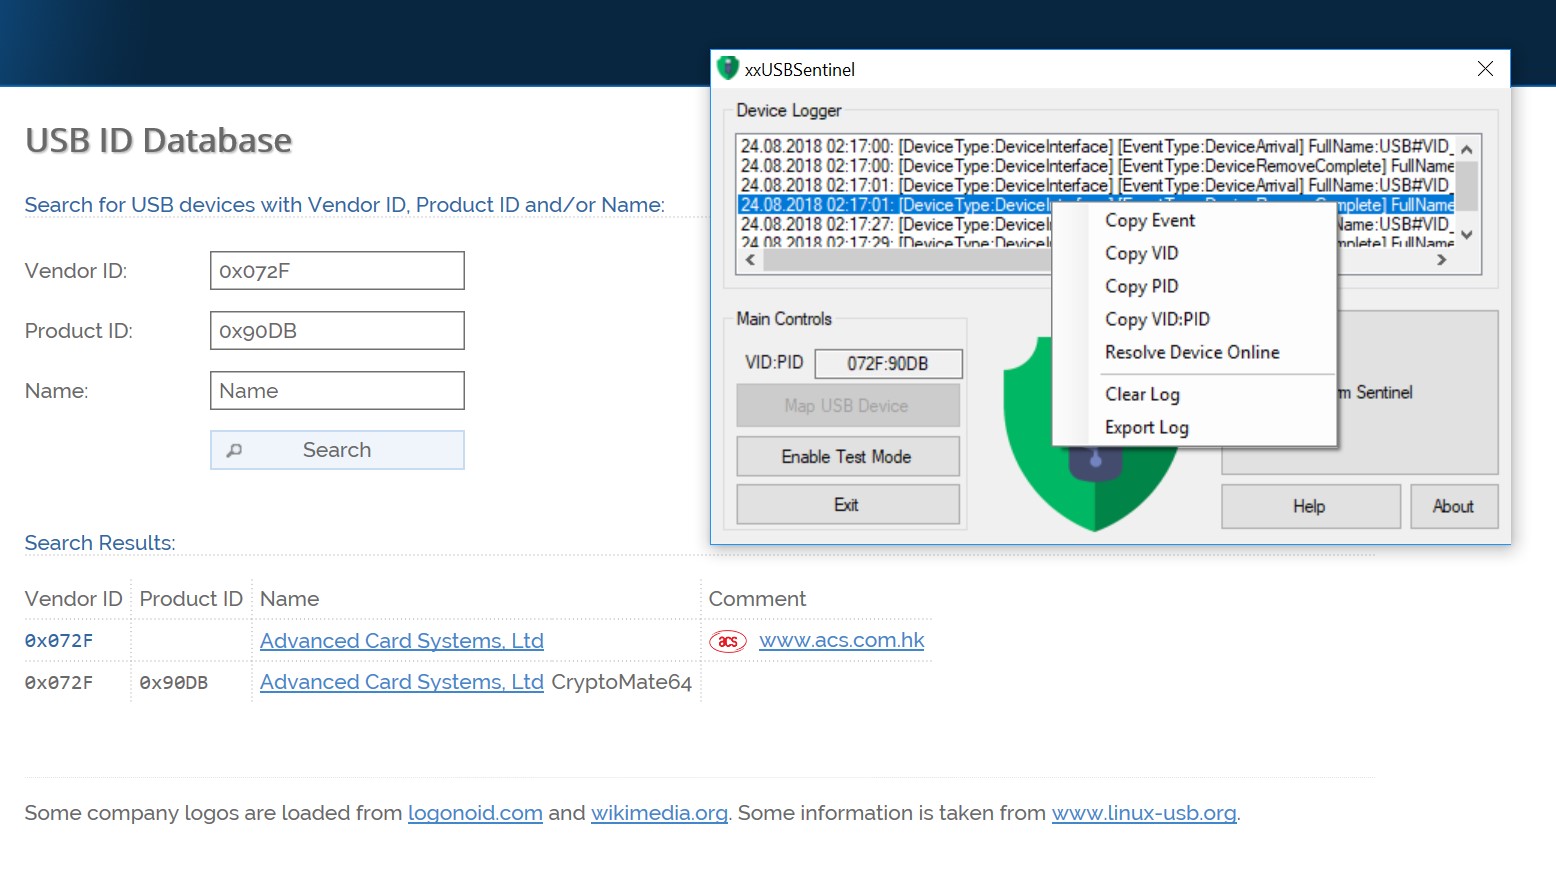 USB ID Database
Search for USB devices with Vendor ID, Product ID and/or Name:
Vendor ID: 0x072F
Product ID: 0x90DB
Name: Name
Search
Search Results:
Vendor ID Product ID Name Comment
0x072F Advanced Card Systems, Ltd acs www.acs.com.hk
0x072F 0x90DB Advanced Card Systems, Ltd CryptoMate64
Some company logos are loaded from logonoid.com and wikimedia.org. Some information is taken from www.linux-usb.org.
xxUSBSentinel
Device Logger
24.08.2018 02:17:00: [DeviceType:DeviceInterface] [EventType:DeviceArrival] FullName:USB#VID_
24.08.2018 02:17:00: [DeviceType:DeviceInterface] [EventType:DeviceRemoveComplete] FullName
24.08.2018 02:17:01: [DeviceType:DeviceInterface] [EventType:DeviceArrival] FullName:USB#VID_
24.08.2018 02:17:01: [DeviceType:DeviceInterface mplete] FullName
24.08.2018 02:17:27: [DeviceType:DeviceI Name:USB#VID_
24.08.2018 02:17:29: [DeviceType:DeviceI mplete] FullName
Copy Event
Copy VID
Copy PID
Copy VID:PID
Resolve Device Online
Clear Log
Export Log
Main Controls
VID:PID 072F:90DB
Map USB Device
Enable Test Mode
Exit
m Sentinel
Help
About